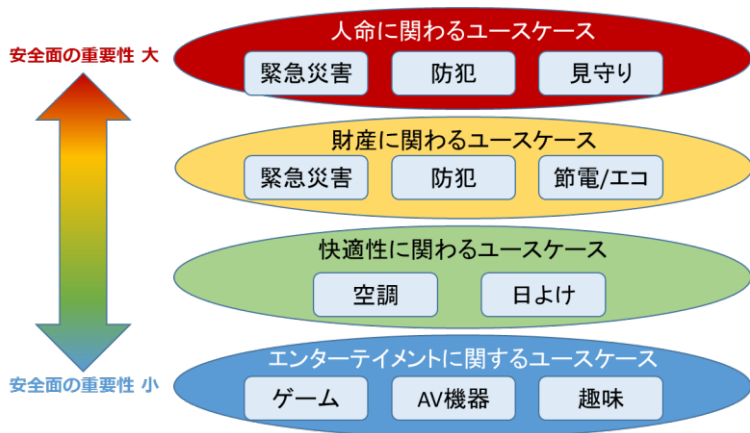 安全面の重要性 大
人命に関わるユースケース
緊急災害
防犯
見守り
財産に関わるユースケース
緊急災害
防犯
節電/エコ
快適性に関わるユースケース
空調
日よけ
エンターテイメントに関するユースケース
ゲーム
AV機器
趣味
安全面の重要性 小